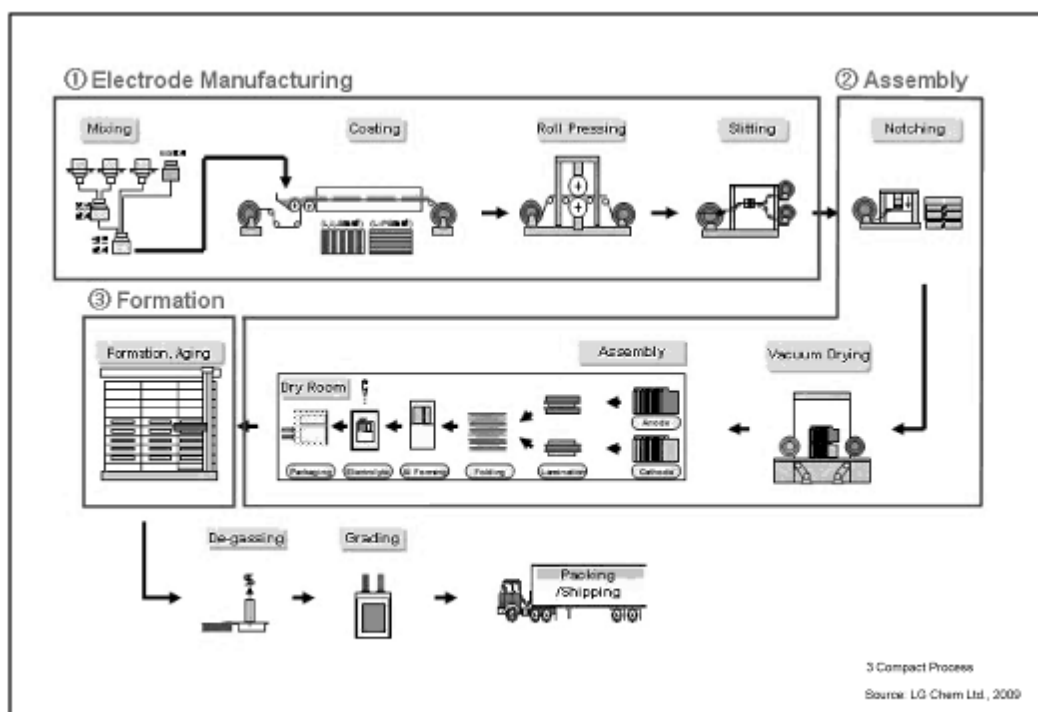 ① Electrode Manufacturing
② Assembly
Mixing
Coating
Roll Pressing
Slitting
Notching
③ Formation
Formation, Aging
Assembly
Vacuum Drying
Dry Room
Anode
Packaging
Electrolyte
Al Forming
Folding
Lamination
Cathode
De-gassing
Grading
Packing
/Shipping
3 Compact Process
Source: LG Chem Ltd., 2009